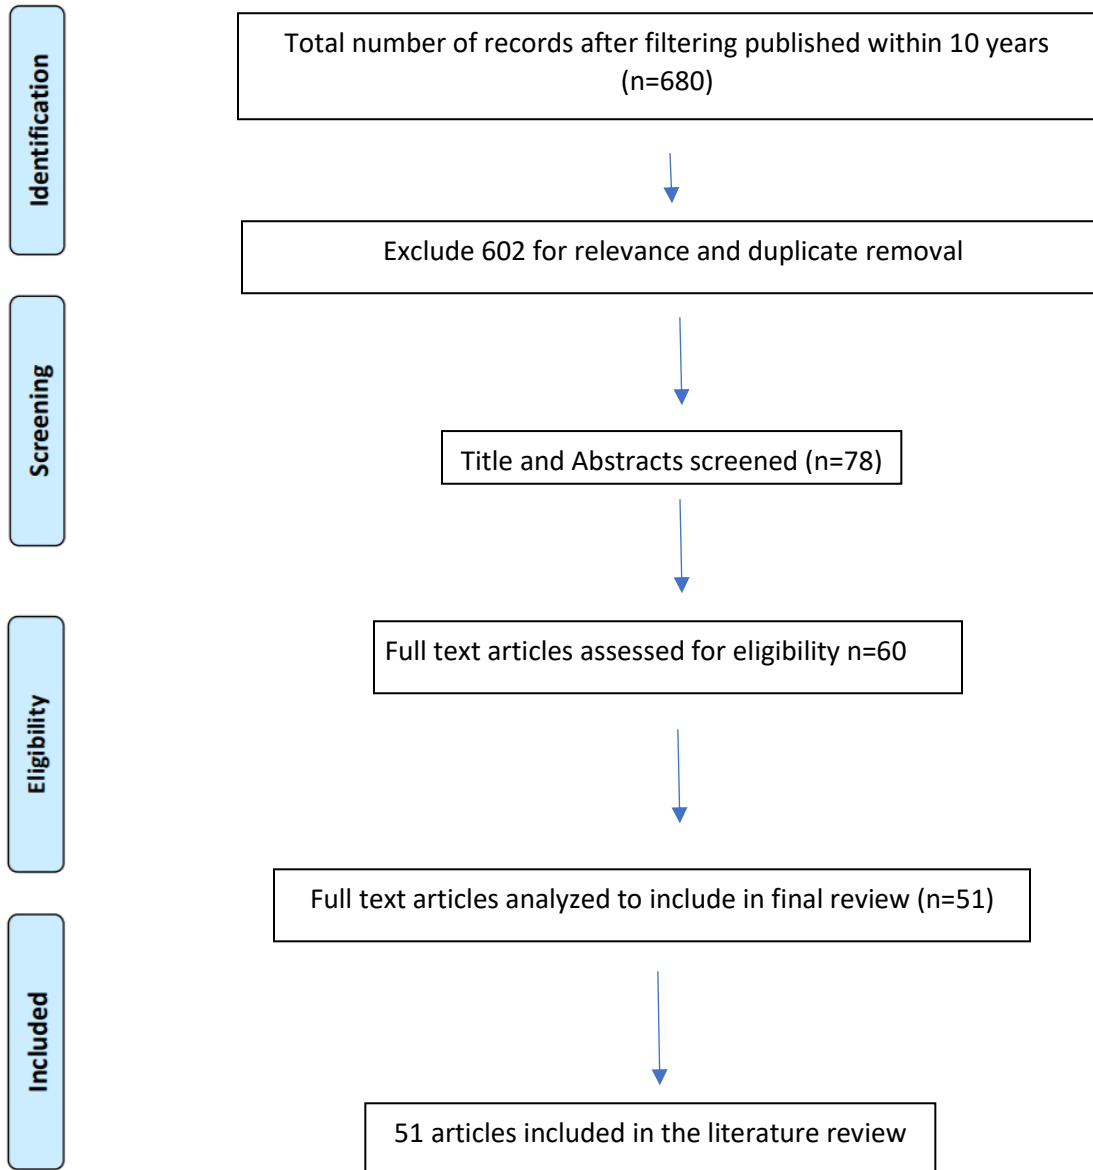 Identification
Total number of records after filtering published within 10 years
(n=680)
Exclude 602 for relevance and duplicate removal
Screening
Title and Abstracts screened (n=78)
Eligibility
Full text articles assessed for eligibility n=60
Full text articles analyzed to include in final review (n=51)
Included
51 articles included in the literature review